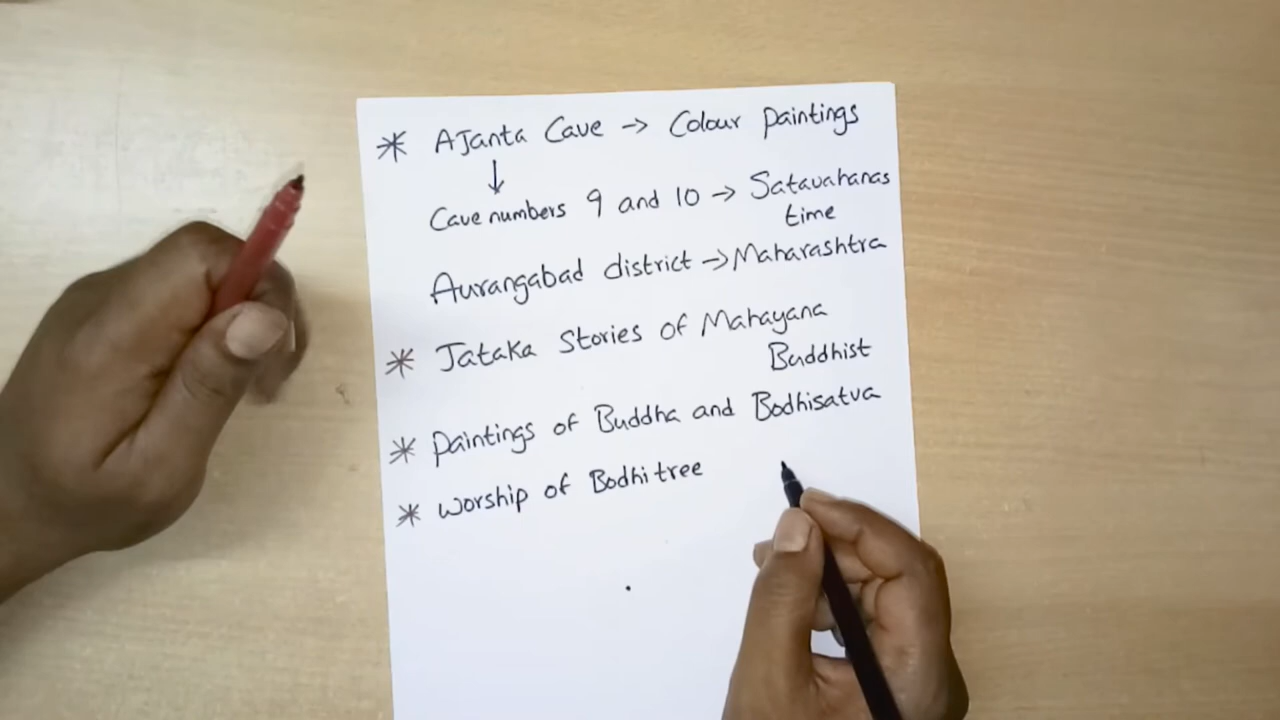 * AJanta Cave → Colour paintings
↓
Cave numbers 9 and 10 → Satavahanas
time
Aurangabad district → Maharashtra
* Jataka Stories of Mahayana
Buddhist
* paintings of Buddha and Bodhisatva
* worship of Bodhi tree